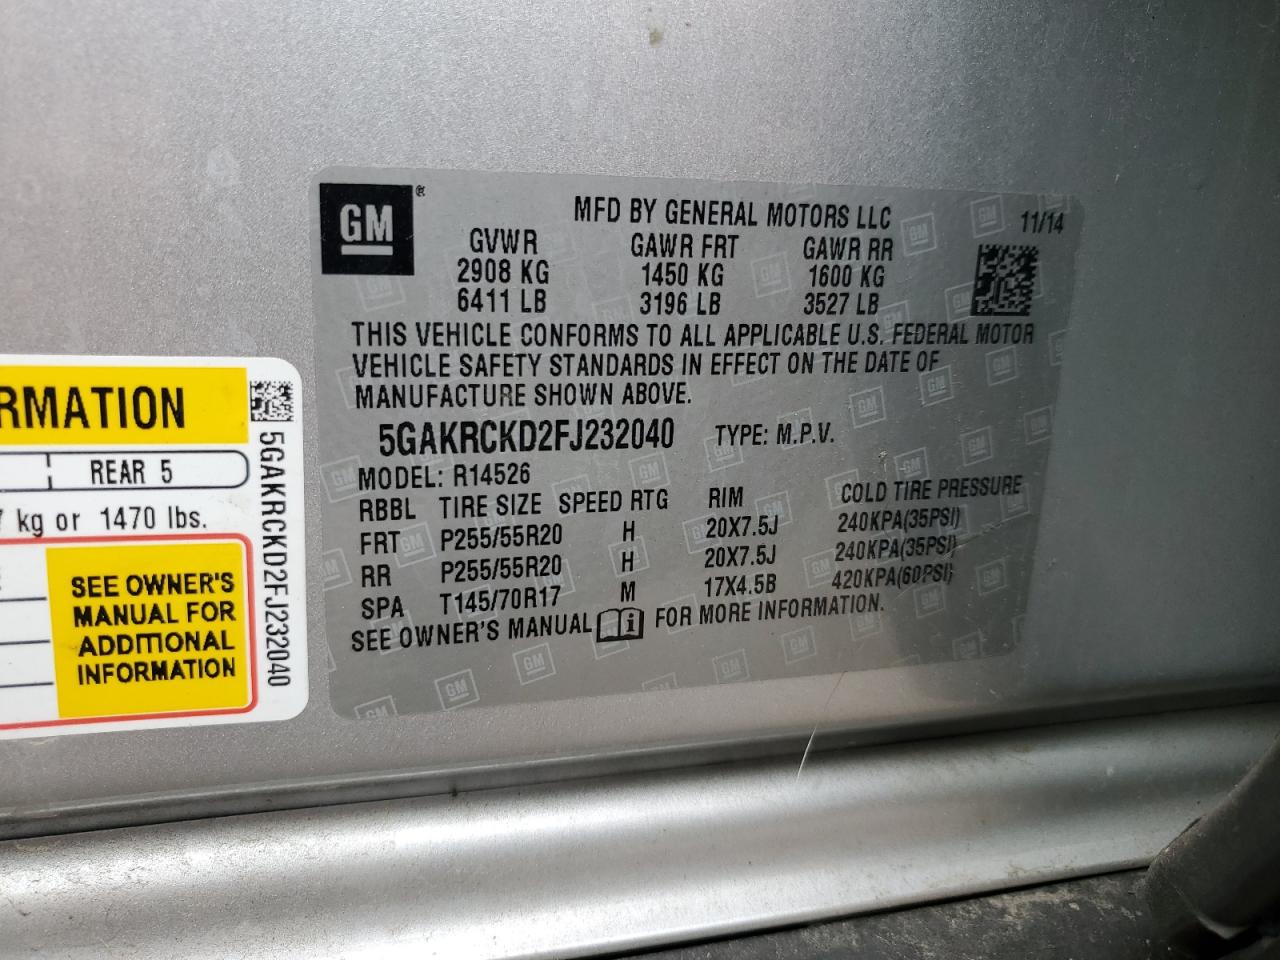 GM®
MFD BY GENERAL MOTORS LLC 11/14
GVWR GAWR FRT GAWR RR
2908 KG 1450 KG 1600 KG
6411 LB 3196 LB 3527 LB
THIS VEHICLE CONFORMS TO ALL APPLICABLE U.S. FEDERAL MOTOR
VEHICLE SAFETY STANDARDS IN EFFECT ON THE DATE OF
MANUFACTURE SHOWN ABOVE.
5GAKRCKD2FJ232040 TYPE: M.P.V.
MODEL: R14526
RBBL TIRE SIZE SPEED RTG RIM COLD TIRE PRESSURE
FRT P255/55R20 H 20X7.5J 240KPA(35PSI)
RR P255/55R20 H 20X7.5J 240KPA(35PSI)
SPA T145/70R17 M 17X4.5B 420KPA(60PSI)
SEE OWNER'S MANUAL FOR MORE INFORMATION.
RMATION
REAR 5
7 kg or 1470 lbs.
SEE OWNER'S
MANUAL FOR
ADDITIONAL
INFORMATION
5GAKRCKD2FJ232040